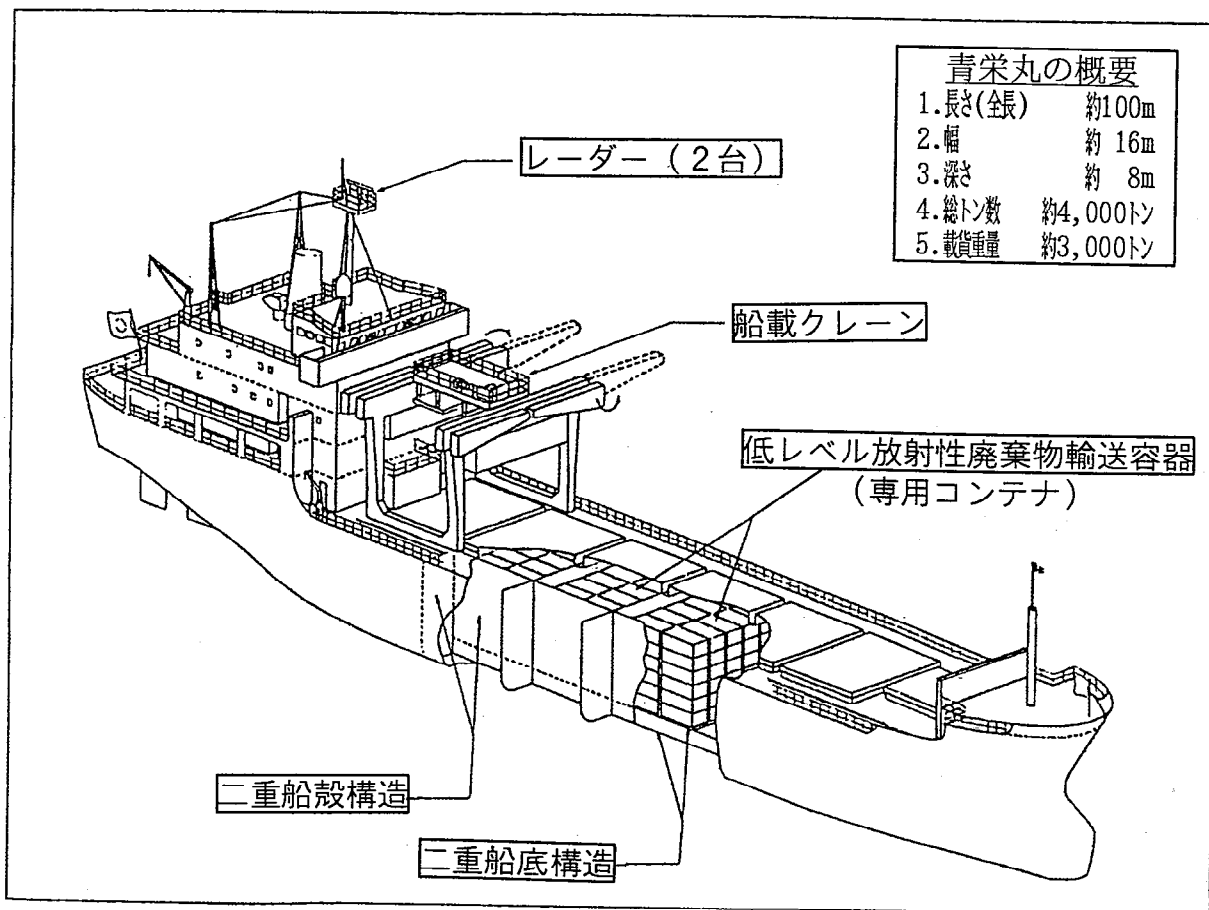 青栄丸の概要
1.長さ(全長) 約100m
2.幅 約 16m
3.深さ 約 8m
4.総トン数 約4,000トン
5.載貨重量 約3,000トン
レーダー（2台）
船載クレーン
低レベル放射性廃棄物輸送容器
（専用コンテナ）
二重船殻構造
二重船底構造